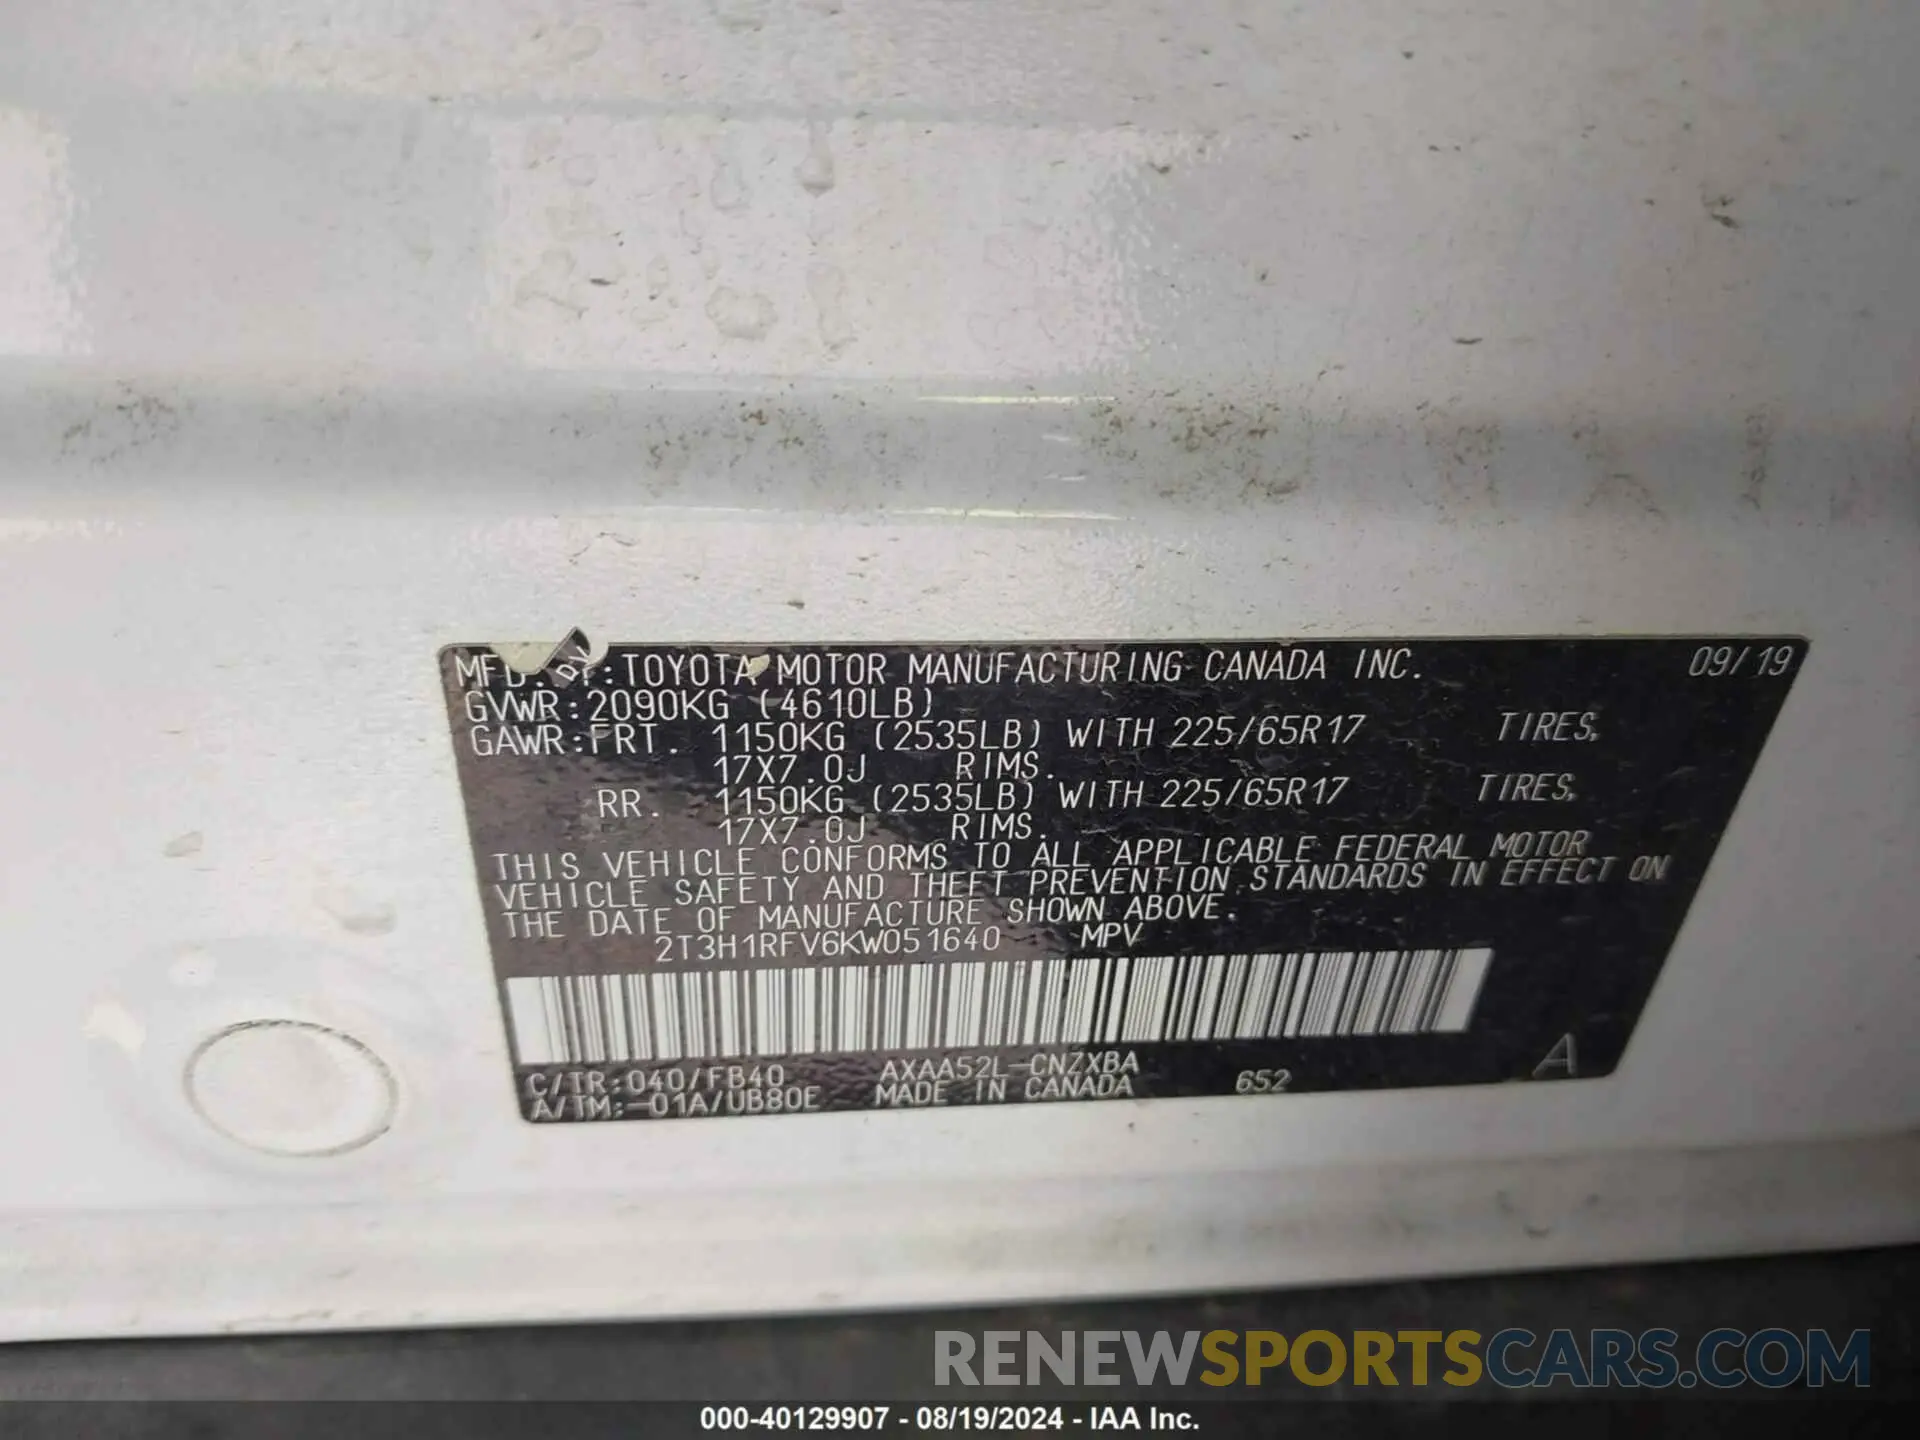 MFD. BY:TOYOTA MOTOR MANUFACTURING CANADA INC. 09/19
GVWR:2090KG (4610LB)
GAWR:FRT. 1150KG (2535LB) WITH 225/65R17 TIRES,
17X7.0J RIMS.
RR. 1150KG (2535LB) WITH 225/65R17 TIRES,
17X7.0J RIMS.
THIS VEHICLE CONFORMS TO ALL APPLICABLE FEDERAL MOTOR
VEHICLE SAFETY AND THEFT PREVENTION STANDARDS IN EFFECT ON
THE DATE OF MANUFACTURE SHOWN ABOVE.
2T3H1RFV6KW051640 MPV
C/TR:040/FB40 AXAA52L-CNZXBA
A/TM:-01A/UB80E MADE IN CANADA 652 A
RENEWSPORTSCARS.COM
000-40129907 - 08/19/2024 - IAA Inc.